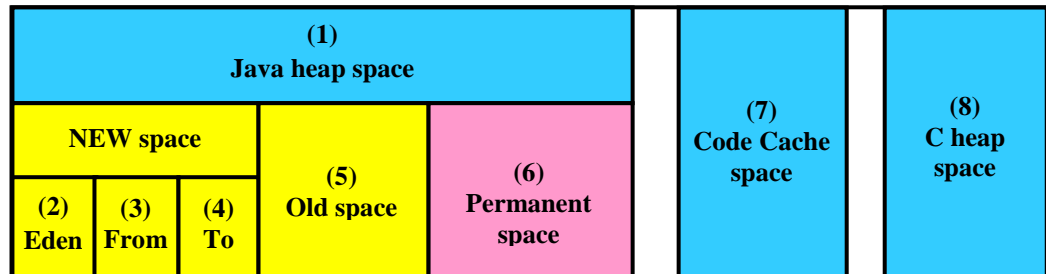 (1)
Java heap space
NEW space
(2)
Eden
(3)
From
(4)
To
(5)
Old space
(6)
Permanent
space
(7)
Code Cache
space
(8)
C heap
space